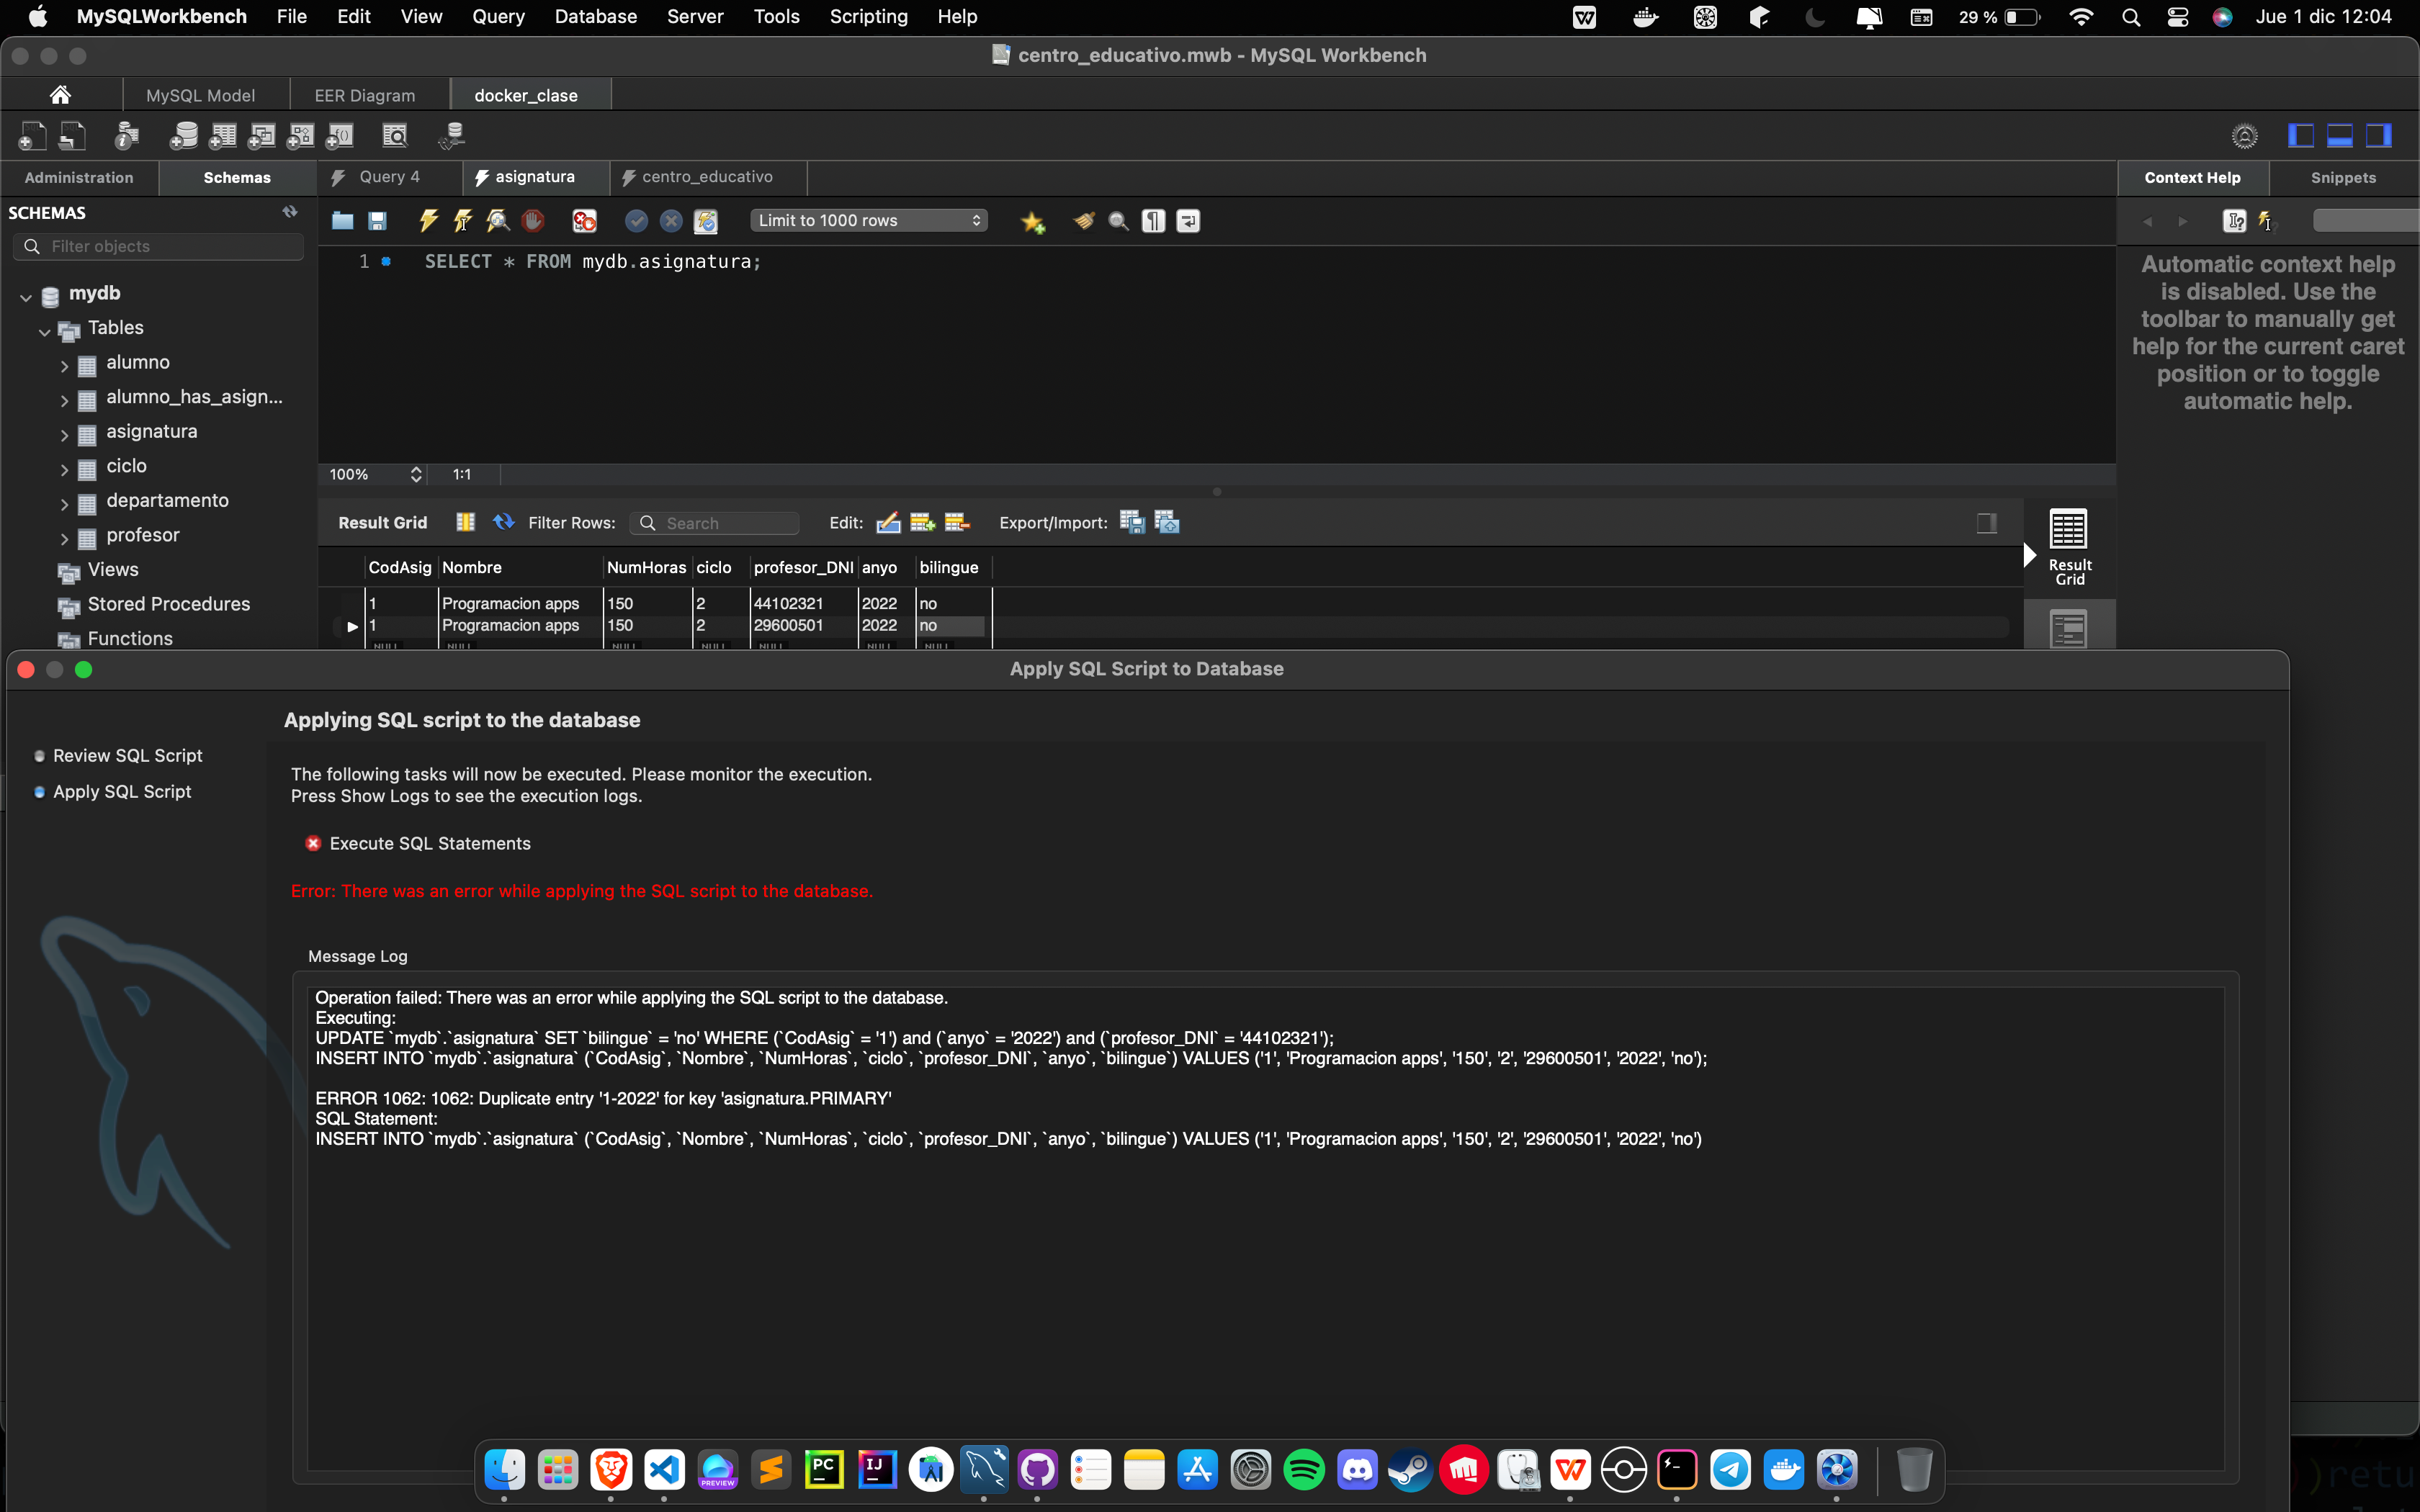 MySQLWorkbench File Edit View Query Database Server Tools Scripting Help 29 % Jue 1 dic 12:04
centro_educativo.mwb - MySQL Workbench
MySQL Model EER Diagram docker_clase
Administration Schemas Query 4 asignatura centro_educativo Context Help Snippets
SCHEMAS
Limit to 1000 rows
Filter objects
1 SELECT * FROM mydb.asignatura;
Automatic context help
is disabled. Use the
toolbar to manually get
help for the current caret
position or to toggle
automatic help.
mydb
Tables
alumno
alumno_has_asign...
asignatura
ciclo
departamento
profesor
Views
Stored Procedures
Functions
100% 1:1
Result Grid Filter Rows: Search Edit: Export/Import:
Result
Grid
CodAsig Nombre NumHoras ciclo profesor_DNI anyo bilingue
1 Programacion apps 150 2 44102321 2022 no
1 Programacion apps 150 2 29600501 2022 no
NULL NULL NULL NULL NULL NULL NULL
Apply SQL Script to Database
Applying SQL script to the database
Review SQL Script
Apply SQL Script
The following tasks will now be executed. Please monitor the execution.
Press Show Logs to see the execution logs.
Execute SQL Statements
Error: There was an error while applying the SQL script to the database.
Message Log
Operation failed: There was an error while applying the SQL script to the database.
Executing:
UPDATE `mydb`.`asignatura` SET `bilingue` = 'no' WHERE (`CodAsig` = '1') and (`anyo` = '2022') and (`profesor_DNI` = '44102321');
INSERT INTO `mydb`.`asignatura` (`CodAsig`, `Nombre`, `NumHoras`, `ciclo`, `profesor_DNI`, `anyo`, `bilingue`) VALUES ('1', 'Programacion apps', '150', '2', '29600501', '2022', 'no');
ERROR 1062: 1062: Duplicate entry '1-2022' for key 'asignatura.PRIMARY'
SQL Statement:
INSERT INTO `mydb`.`asignatura` (`CodAsig`, `Nombre`, `NumHoras`, `ciclo`, `profesor_DNI`, `anyo`, `bilingue`) VALUES ('1', 'Programacion apps', '150', '2', '29600501', '2022', 'no')
PREVIEW PC IJ
)retu